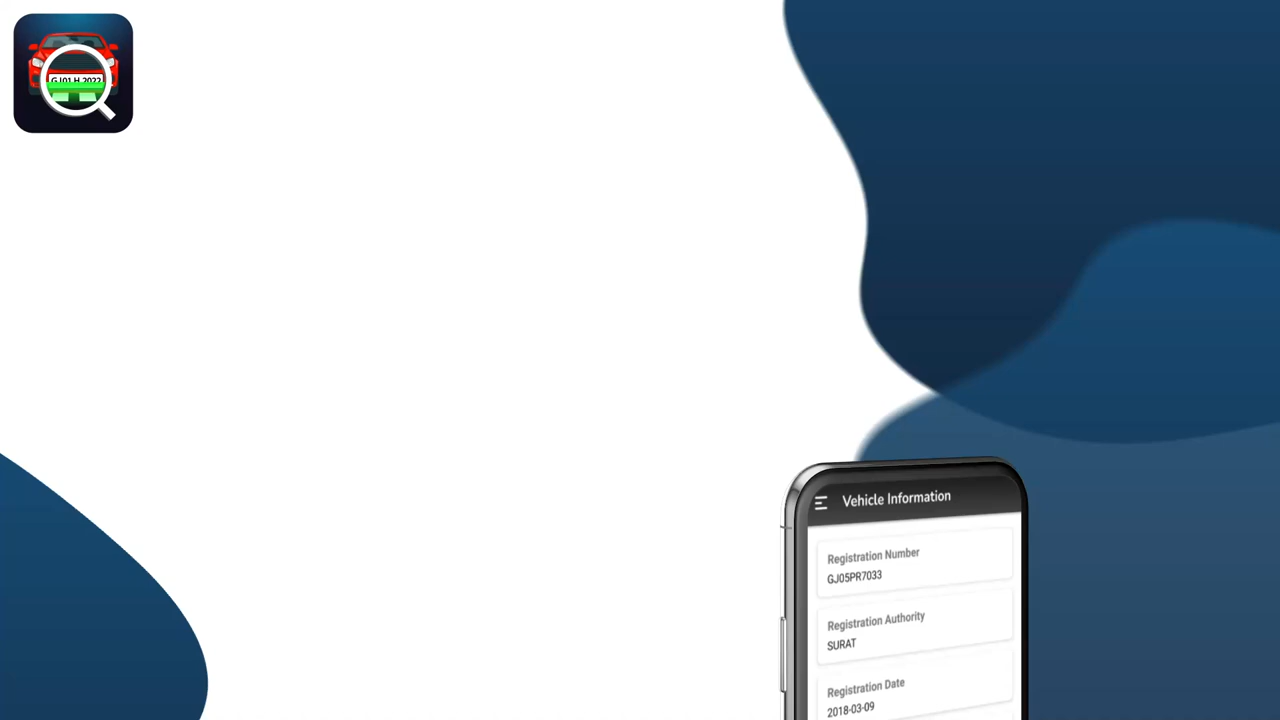 GJ01 H 2022
Vehicle Information
Registration Number
GJ05PR7033
Registration Authority
SURAT
Registration Date
2018-03-09